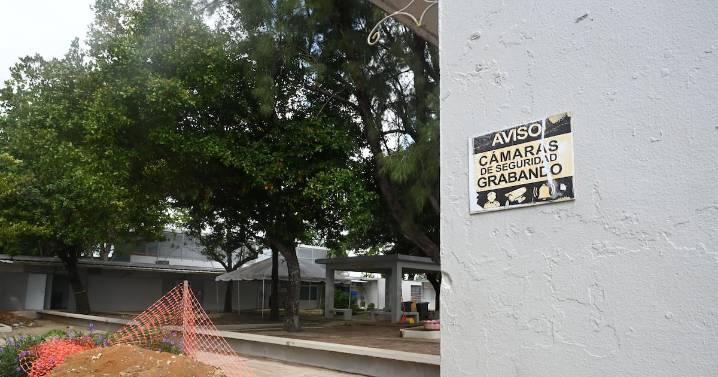 AVISO
CÁMARAS
DE SEGURIDAD
GRABANDO